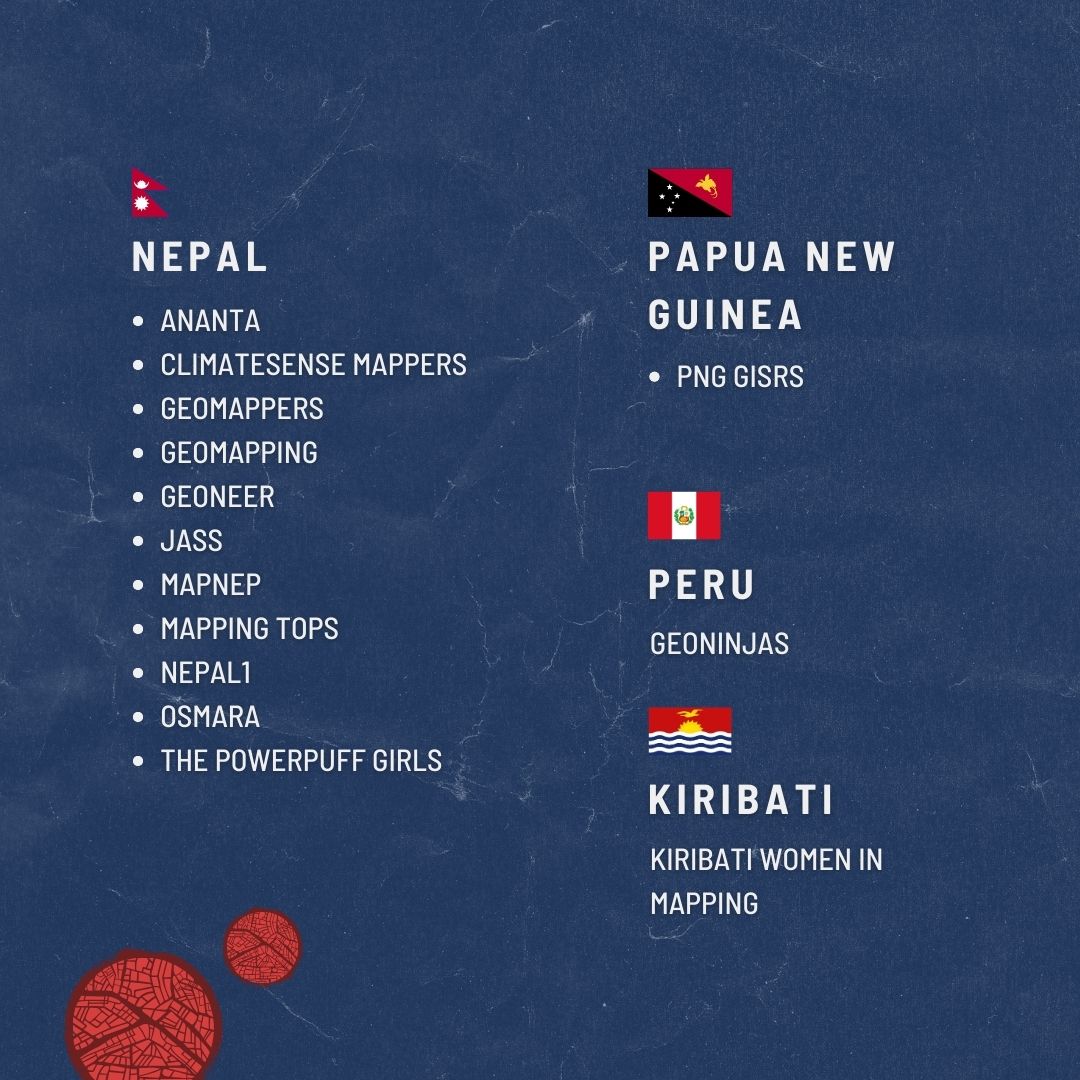 NEPAL
• ANANTA
• CLIMATESENSE MAPPERS
• GEOMAPPERS
• GEOMAPPING
• GEONEER
• JASS
• MAPNEP
• MAPPING TOPS
• NEPAL1
• OSMARA
• THE POWERPUFF GIRLS
PAPUA NEW
GUINEA
• PNG GISRS
PERU
GEONINJAS
KIRIBATI
KIRIBATI WOMEN IN
MAPPING